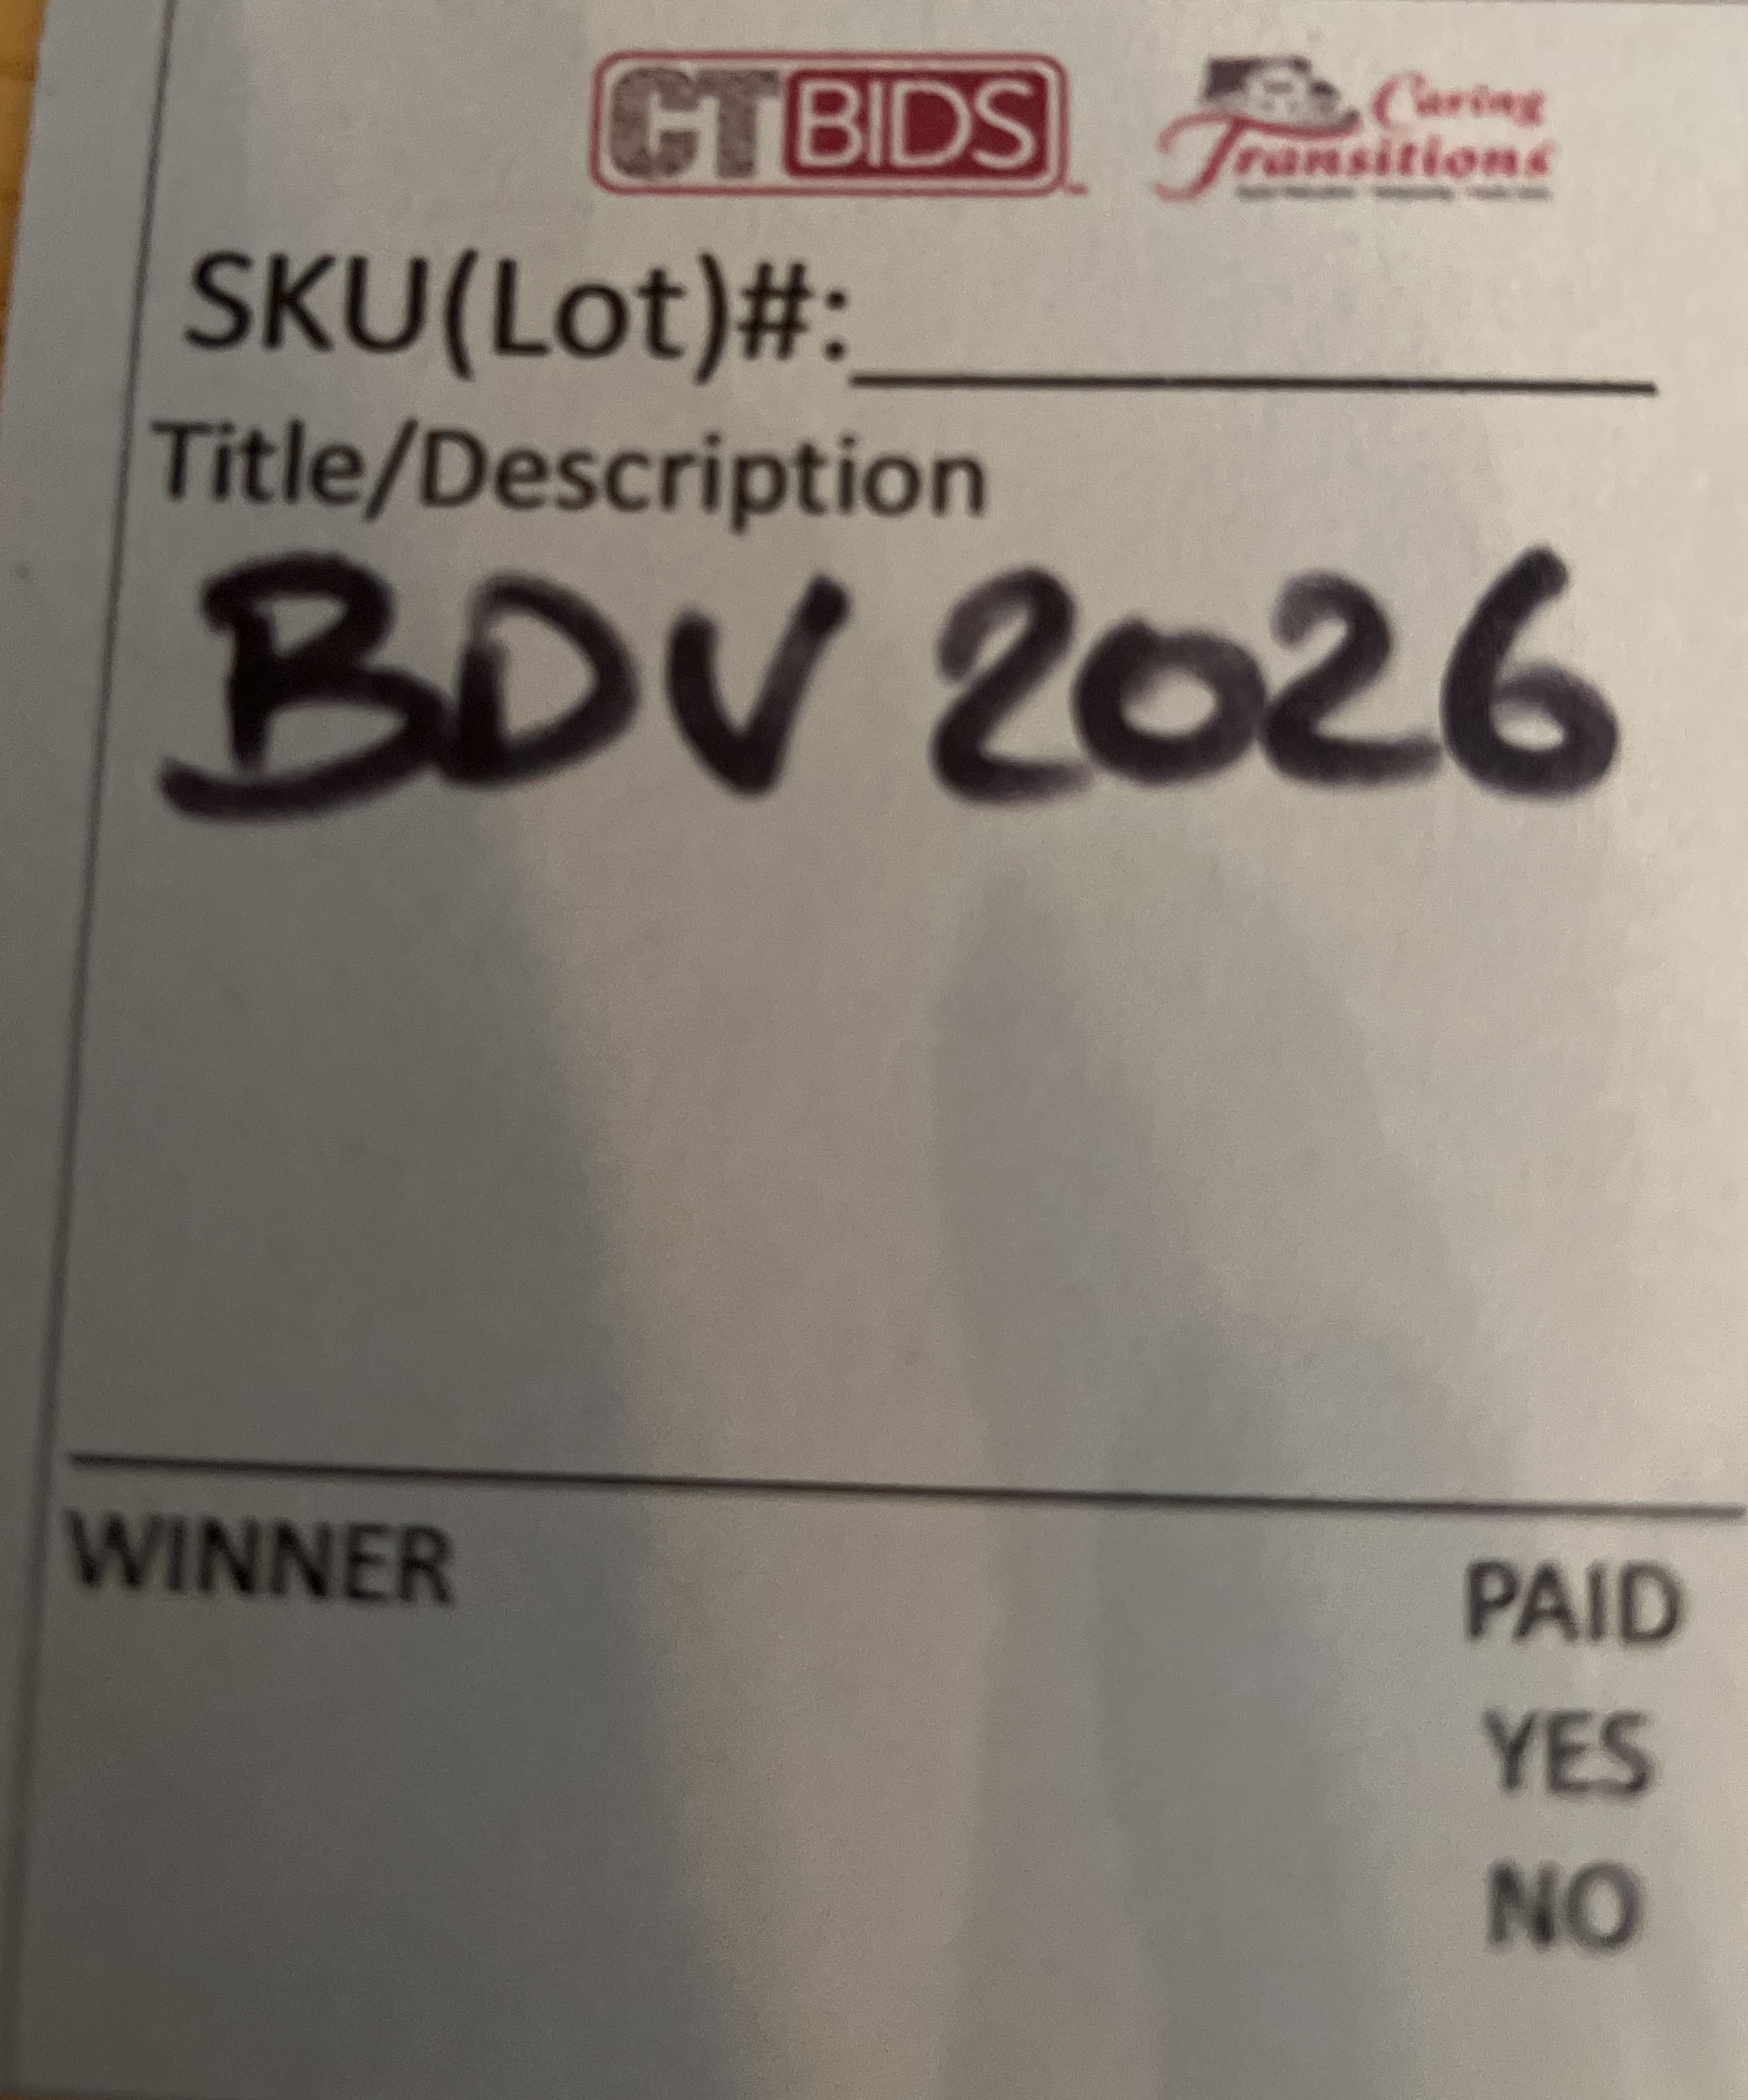 CTBIDS
Caring
Transitions
SKU(Lot)#:
Title/Description
BDV 2026
WINNER
PAID
YES
NO